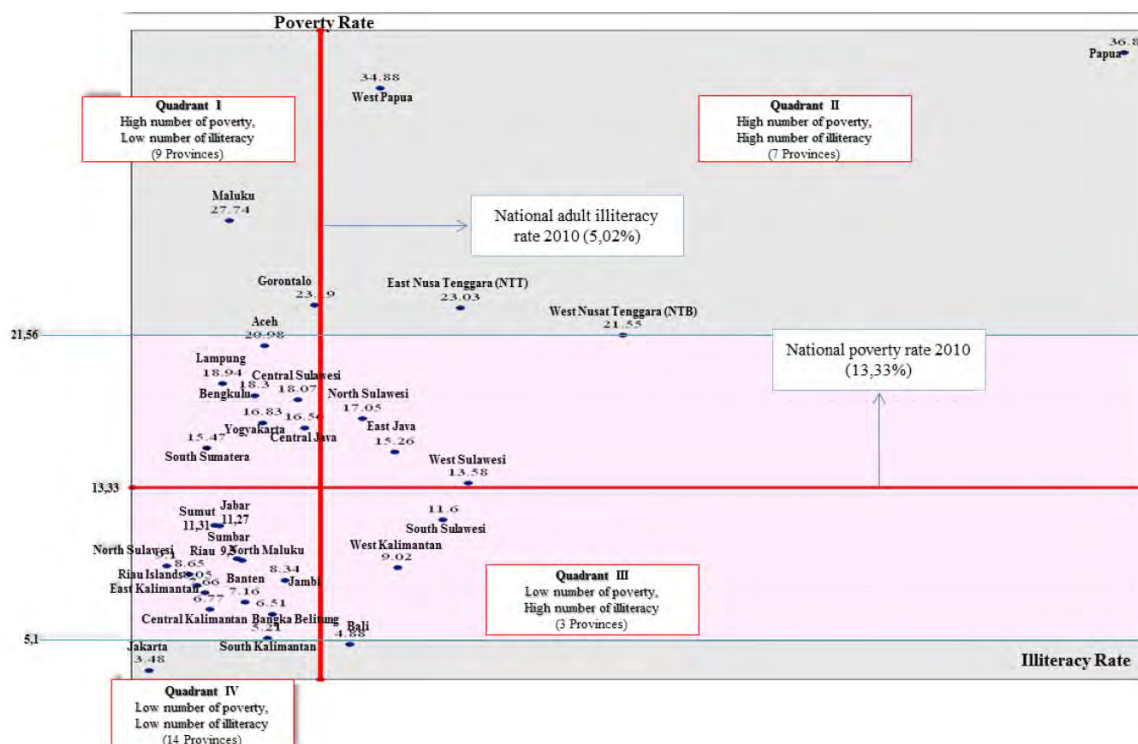 Poverty Rate
36.8
Papua
34.88
West Papua
Quadrant I
High number of poverty,
Low number of illiteracy
(9 Provinces)
Quadrant II
High number of poverty,
High number of illiteracy
(7 Provinces)
Maluku
27.74
National adult illiteracy
rate 2010 (5,02%)
Gorontalo
East Nusa Tenggara (NTT)
23.03
West Nusat Tenggara (NTB)
21.55
21,56
Aceh
20.98
National poverty rate 2010
(13,33%)
Lampung
18.94
Central Sulawesi
18.3
18.07
Bengkulu
North Sulawesi
17.05
16.83
Yogyakarta
16.56
Central Java
East Java
15.26
15.47
South Sumatera
West Sulawesi
13.58
13,33
Sumut
11,31
Jabar
11,27
11.6
South Sulawesi
Sumbar
North Sulawesi
9.1
Riau
North Maluku
West Kalimantan
9.02
8.65
Riau Islands
8.05
8.34
Jambi
East Kalimantan
Banten
7.16
6.77
6.51
Central Kalimantan
Bangka Belitung
Quadrant III
Low number of poverty,
High number of illiteracy
(3 Provinces)
5.21
South Kalimantan
Bali
4.88
5,1
Jakarta
3.48
Illiteracy Rate
Quadrant IV
Low number of poverty,
Low number of illiteracy
(14 Provinces)